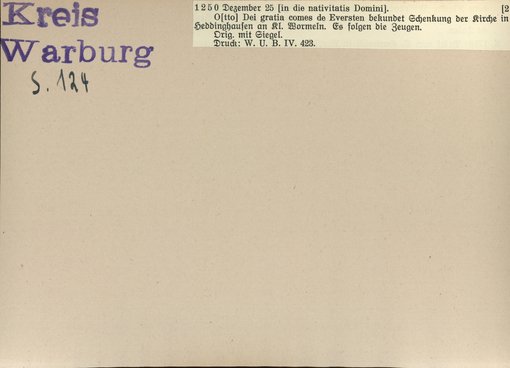 Kreis
Warburg
S. 124
1250 Dezember 25 [in die nativitatis Domini]. [2
O[tto] Dei gratia comes de Eversten bekundet Schenkung der Kirche in
Heddinghausen an Kl. Wormeln. Es folgen die Zeugen.
Orig. mit Siegel.
Druck: W. U. B. IV. 423.